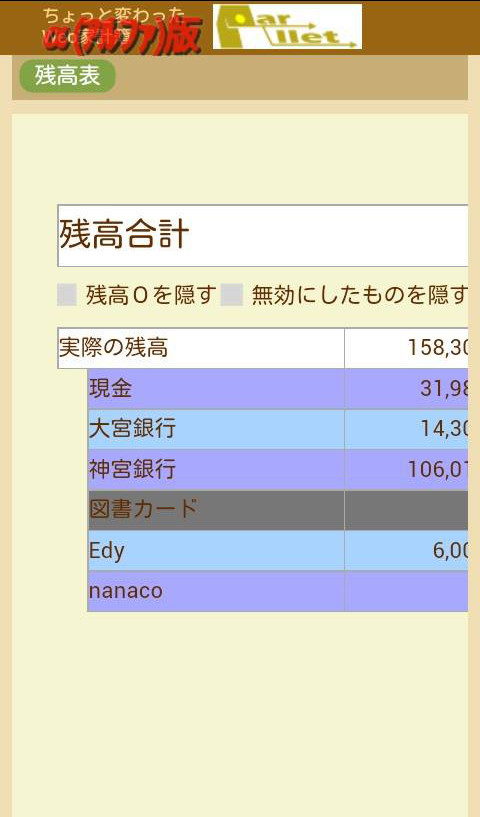 ちょっと変わった
Web家計簿
α(アルファ)版
Parllet
残高表
残高合計
残高０を隠す 無効にしたものを隠す
実際の残高 158,30
現金 31,98
大宮銀行 14,30
神宮銀行 106,07
図書カード
Edy 6,00
nanaco